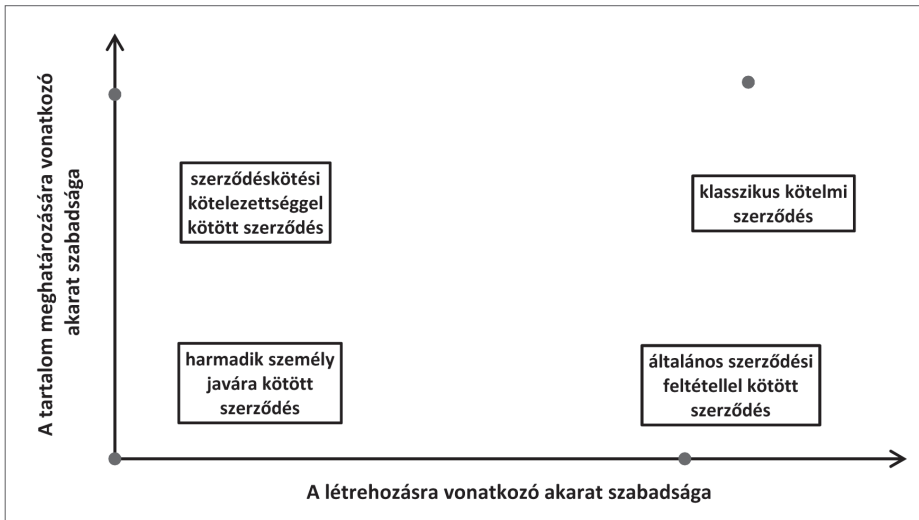 A tartalom meghatározására vonatkozó
akarat szabadsága
szerződéskötési
kötelezettséggel
kötött szerződés
klasszikus kötelmi
szerződés
harmadik személy
javára kötött
szerződés
általános szerződési
feltétellel kötött
szerződés
A létrehozásra vonatkozó akarat szabadsága